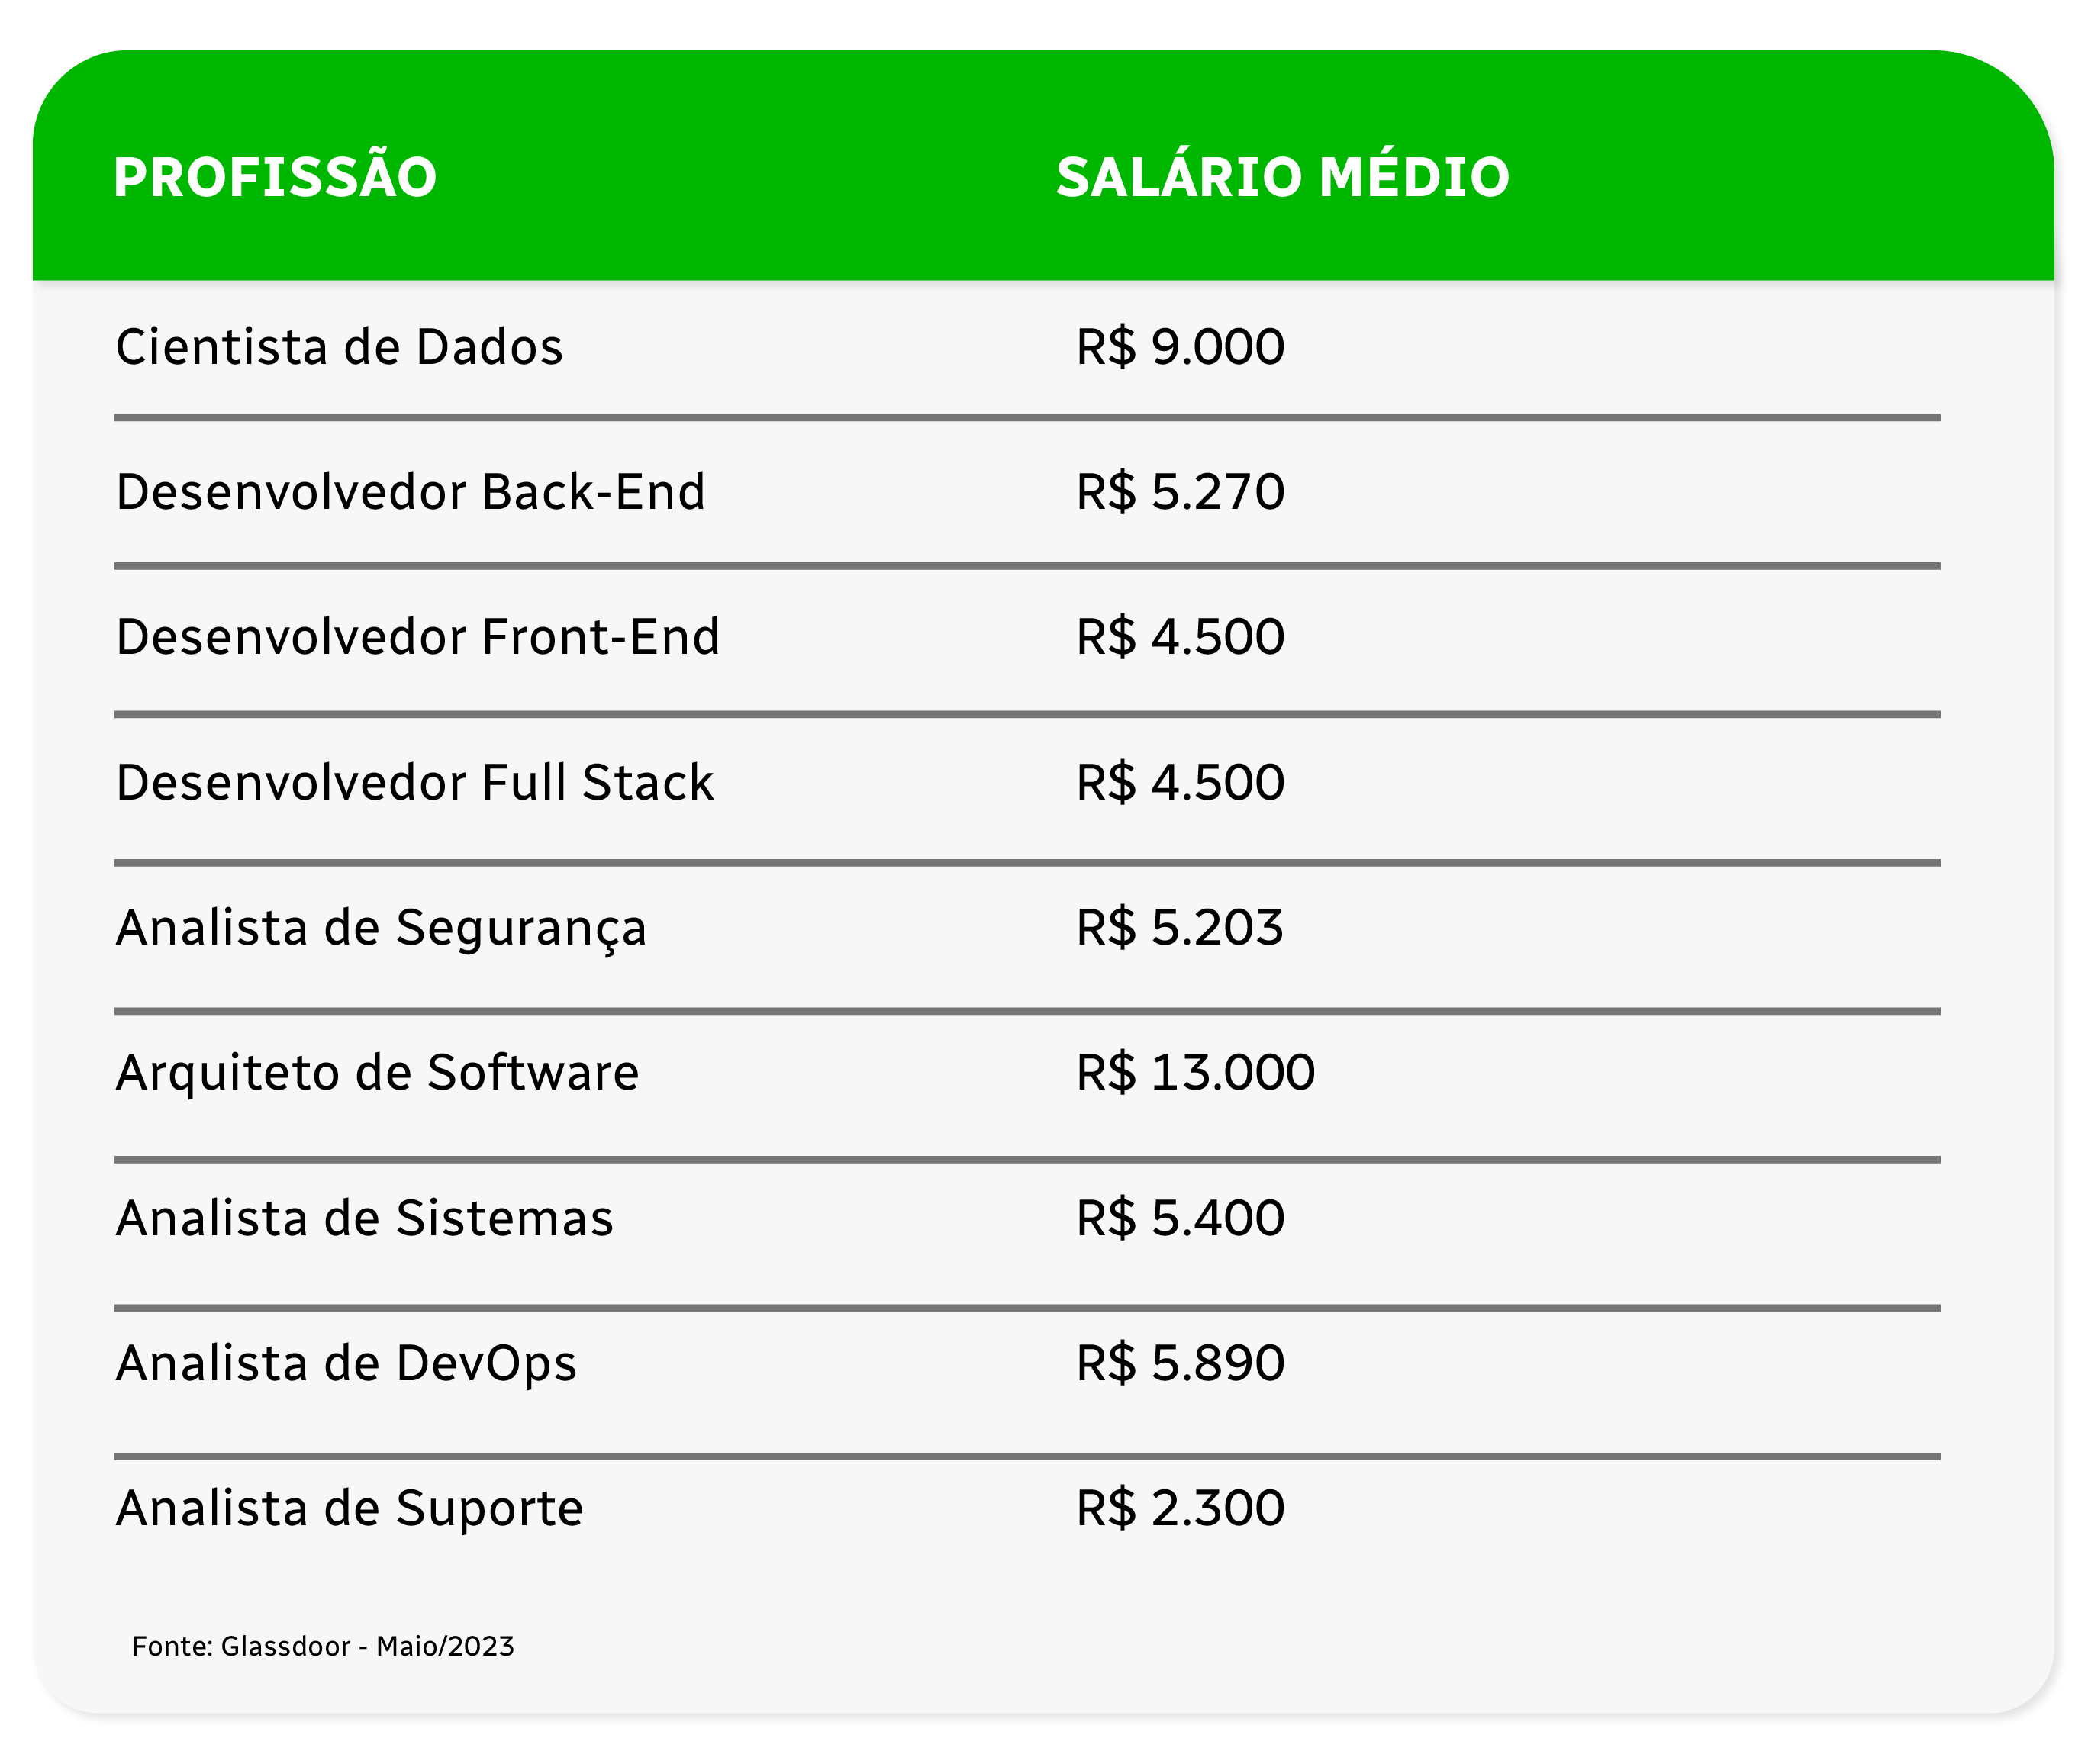 PROFISSÃO SALÁRIO MÉDIO
Cientista de Dados R$ 9.000
Desenvolvedor Back-End R$ 5.270
Desenvolvedor Front-End R$ 4.500
Desenvolvedor Full Stack R$ 4.500
Analista de Segurança R$ 5.203
Arquiteto de Software R$ 13.000
Analista de Sistemas R$ 5.400
Analista de DevOps R$ 5.890
Analista de Suporte R$ 2.300
Fonte: Glassdoor - Maio/2023